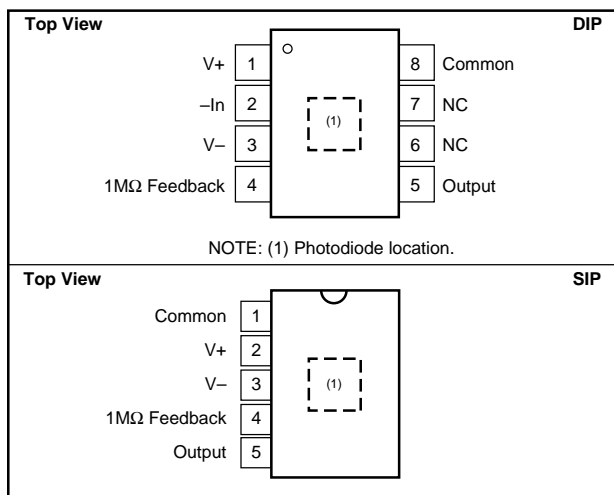 Top View DIP
V+ 1 8 Common
–In 2 (1) 7 NC
V– 3 6 NC
1MΩ Feedback 4 5 Output
NOTE: (1) Photodiode location.
Top View SIP
Common 1
V+ 2
V– 3 (1)
1MΩ Feedback 4
Output 5